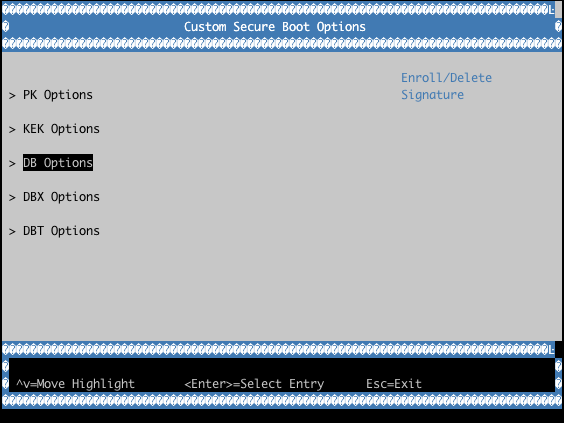 Custom Secure Boot Options
Enroll/Delete
> PK Options
Signature
> KEK Options
> DB Options
> DBX Options
> DBT Options
^v=Move Highlight <Enter>=Select Entry Esc=Exit